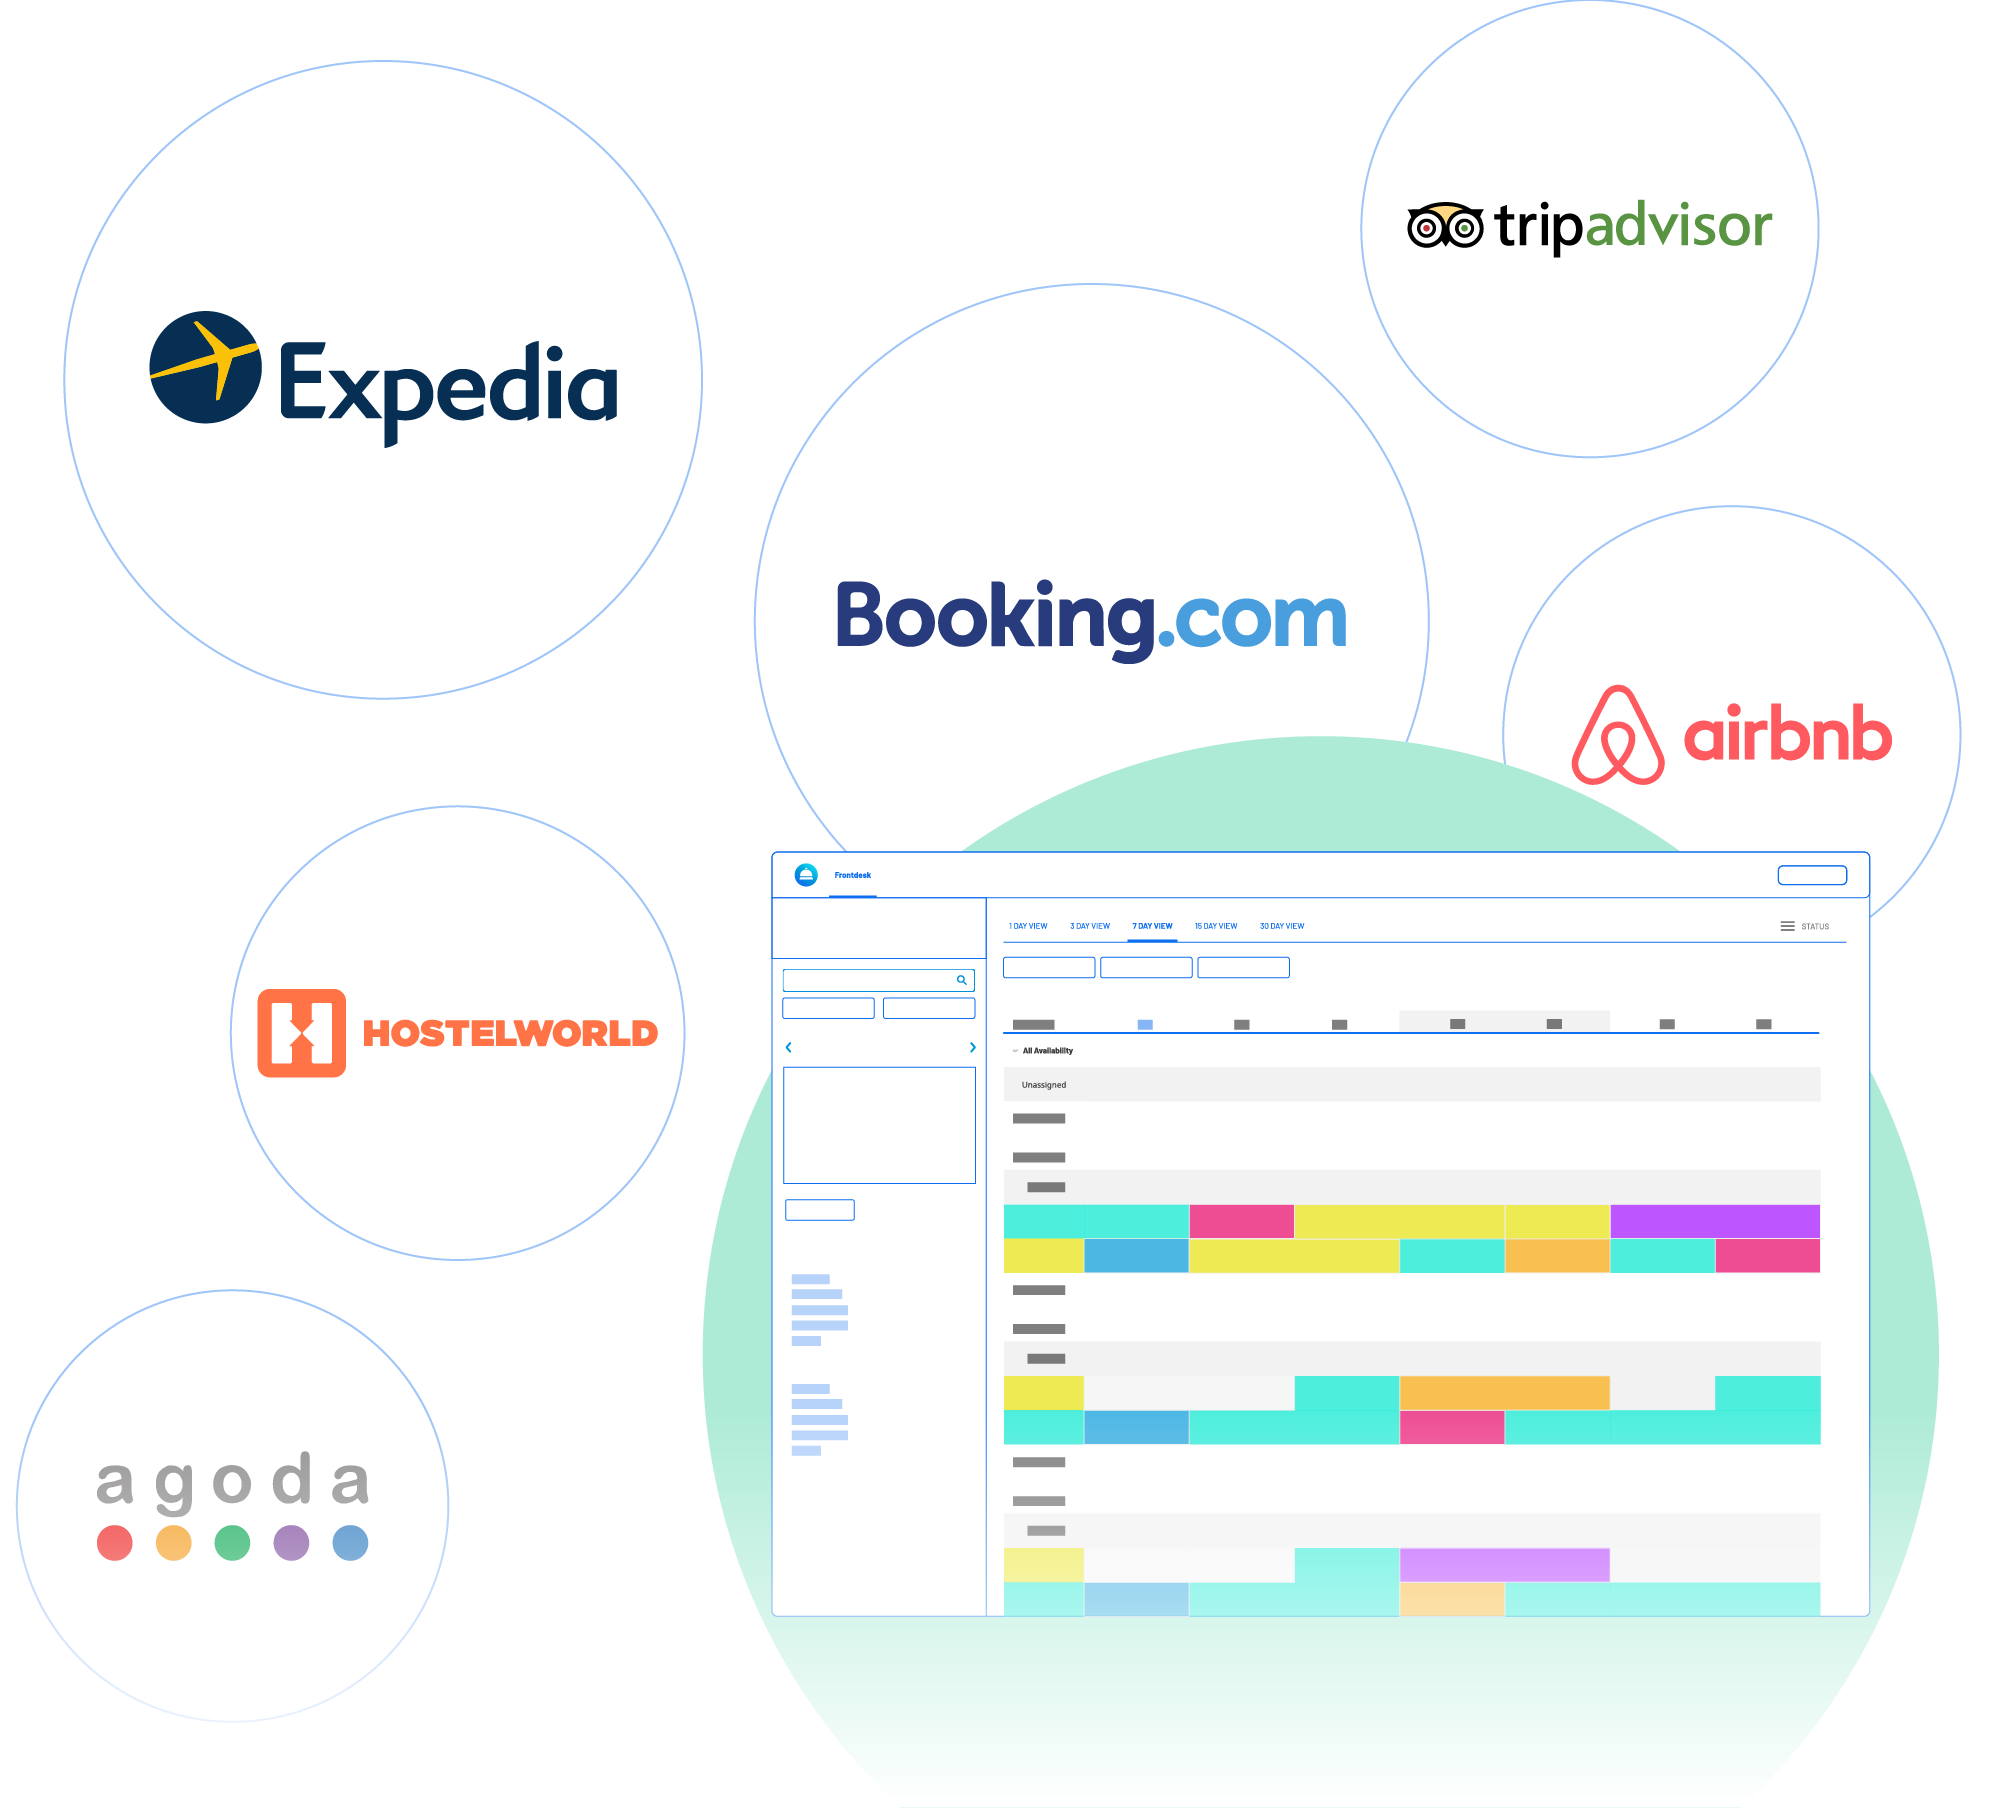 tripadvisor
Expedia
Booking.com
airbnb
HOSTELWORLD
agoda
Frontdesk
1 DAY VIEW
3 DAY VIEW
7 DAY VIEW
15 DAY VIEW
30 DAY VIEW
STATUS
All Availability
Unassigned